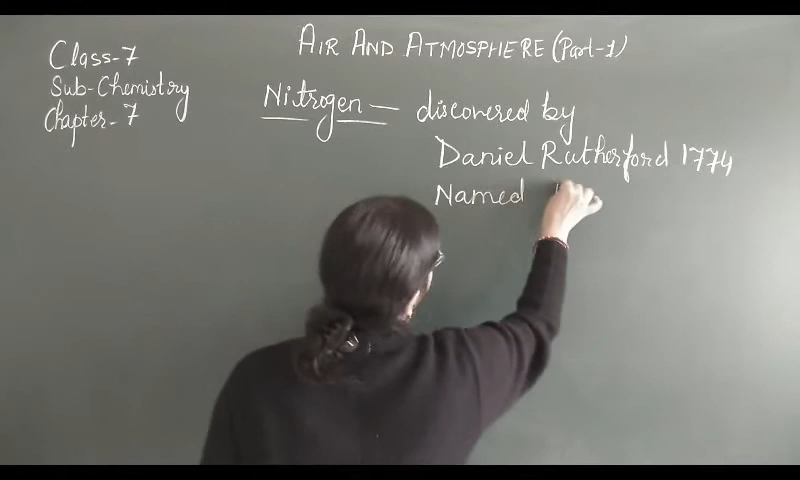 AIR AND ATMOSPHERE (Part-1)
Class-7
Sub-Chemistry
Chapter-7
Nitrogen — discovered by
Daniel Rutherford 1774
Named